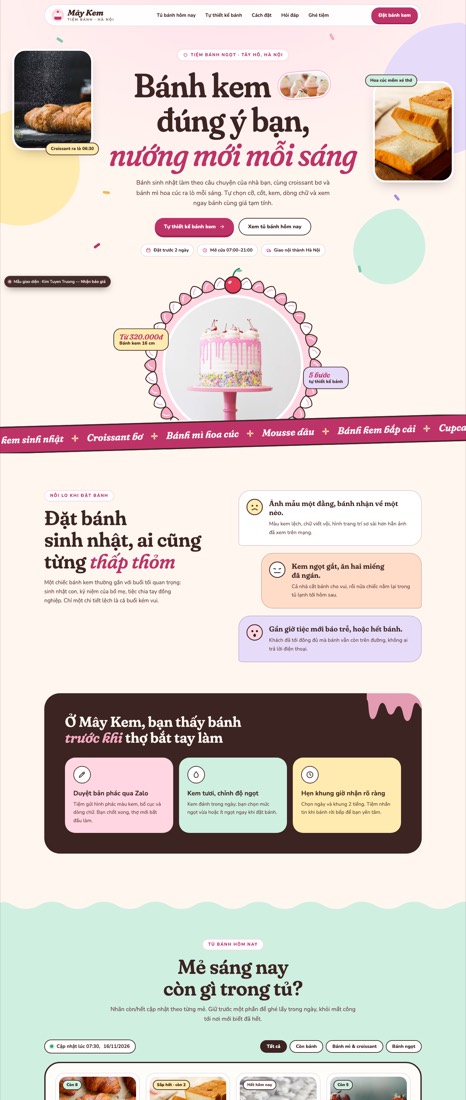 Mây Kem
TIỆM BÁNH · HÀ NỘI
Tủ bánh hôm nay
Tự thiết kế bánh
Cách đặt
Hỏi đáp
Ghé tiệm
Đặt bánh kem
TIỆM BÁNH NGỌT · TÂY HỒ, HÀ NỘI
Bánh kem
đúng ý bạn,
nướng mới mỗi sáng
Croissant ra lò 06:30
Hoa cúc mềm xé thớ
Bánh sinh nhật làm theo câu chuyện của nhà bạn, cùng croissant bơ và
bánh mì hoa cúc ra lò mỗi sáng. Tự chọn cỡ, cốt, kem, dòng chữ và xem
ngay bánh cùng giá tạm tính.
Tự thiết kế bánh kem →
Xem tủ bánh hôm nay
Đặt trước 2 ngày
Mở cửa 07:00–21:00
Giao nội thành Hà Nội
Mẫu giao diện · Kim Tuyen Truong — Nhận báo giá
Từ 320.000đ
Bánh kem 16 cm
5 bước
tự thiết kế bánh
kem sinh nhật + Croissant bơ + Bánh mì hoa cúc + Mousse dâu + Bánh kem bắp cải + Cupca
NỖI LO KHI ĐẶT BÁNH
Đặt bánh
sinh nhật, ai cũng
từng thấp thỏm
Một chiếc bánh kem thường gắn với buổi tối quan trọng:
sinh nhật con, kỷ niệm của bố mẹ, tiệc chia tay đồng
nghiệp. Chỉ một chi tiết lệch là cả buổi kém vui.
Ảnh mẫu một đằng, bánh nhận về một
nẻo.
Màu kem lệch, chữ viết vội, hình trang trí sơ sài hơn hẳn ảnh
đã xem trên mạng.
Kem ngọt gắt, ăn hai miếng
đã ngán.
Cả nhà cắt bánh cho vui, rồi nửa chiếc nằm lại trong
tủ lạnh tới hôm sau.
Gần giờ tiệc mới báo trễ, hoặc hết bánh.
Khách đã tới đông đủ mà bánh vẫn còn trên đường, không ai
trả lời điện thoại.
Ở Mây Kem, bạn thấy bánh
trước khi thợ bắt tay làm
Duyệt bản phác qua Zalo
Tiệm gửi hình phác màu kem, bố cục và
dòng chữ. Bạn chốt xong, thợ mới bắt
đầu làm.
Kem tươi, chỉnh độ ngọt
Kem đánh trong ngày, bạn chọn mức
ngọt vừa hoặc ít ngọt ngay khi đặt bánh.
Hẹn khung giờ nhận rõ ràng
Chọn ngày và khung 2 tiếng. Tiệm nhắn
tin khi bánh rời bếp để bạn yên tâm.
TỦ BÁNH HÔM NAY
Mẻ sáng nay
còn gì trong tủ?
Nhãn còn/hết cập nhật theo từng mẻ. Giữ trước một phần để ghé lấy trong ngày, khỏi mất công
tới nơi mới biết đã hết.
Cập nhật lúc 07:30, 18/11/2026
Tất cả
Còn bánh
Bánh mì & croissant
Bánh ngọt
Còn 8
Sắp hết · còn 3
Hết hôm nay
Còn 5